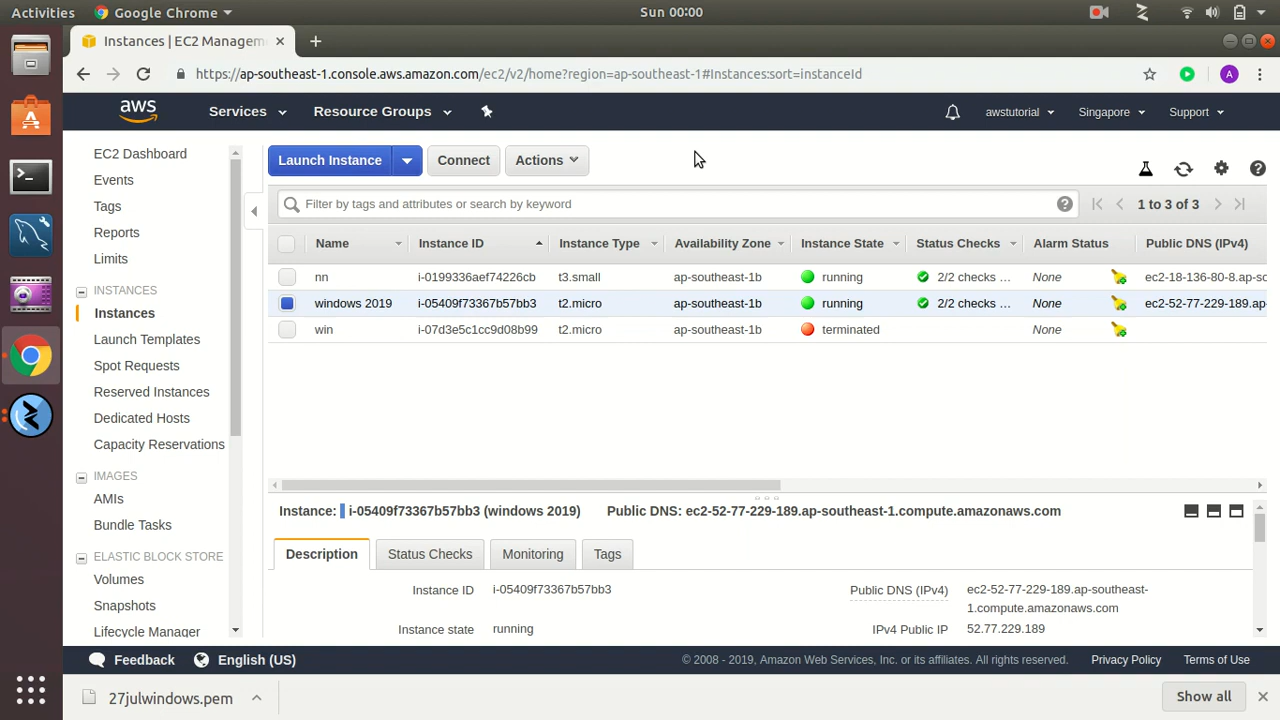 Activities
Google Chrome
Sun 00:00
Instances | EC2 Managem
https://ap-southeast-1.console.aws.amazon.com/ec2/v2/home?region=ap-southeast-1#Instances:sort=instanceId
A
aws
Services
Resource Groups
awstutorial
Singapore
Support
EC2 Dashboard
Events
Tags
Reports
Limits
INSTANCES
Instances
Launch Templates
Spot Requests
Reserved Instances
Dedicated Hosts
Capacity Reservations
IMAGES
AMIs
Bundle Tasks
ELASTIC BLOCK STORE
Volumes
Snapshots
Lifecycle Manager
Launch Instance
Connect
Actions
Filter by tags and attributes or search by keyword
1 to 3 of 3
Name Instance ID Instance Type Availability Zone Instance State Status Checks Alarm Status Public DNS (IPv4)
nn i-0199336aef74226cb t3.small ap-southeast-1b running 2/2 checks ... None ec2-18-136-80-8.ap-so
windows 2019 i-05409f73367b57bb3 t2.micro ap-southeast-1b running 2/2 checks ... None ec2-52-77-229-189.ap-
win i-07d3e5c1cc9d08b99 t2.micro ap-southeast-1b terminated None
Instance: i-05409f73367b57bb3 (windows 2019) Public DNS: ec2-52-77-229-189.ap-southeast-1.compute.amazonaws.com
Description
Status Checks
Monitoring
Tags
Instance ID i-05409f73367b57bb3
Public DNS (IPv4) ec2-52-77-229-189.ap-southeast-
1.compute.amazonaws.com
Instance state running
IPv4 Public IP 52.77.229.189
Feedback
English (US)
© 2008 - 2019, Amazon Web Services, Inc. or its affiliates. All rights reserved.
Privacy Policy
Terms of Use
27julwindows.pem
Show all